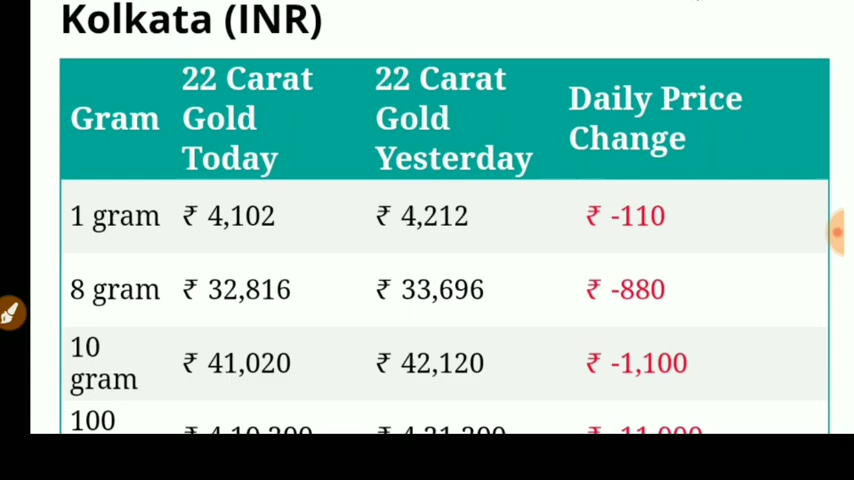 Kolkata (INR)
Gram
22 Carat
Gold
Today
22 Carat
Gold
Yesterday
Daily Price
Change
1 gram ₹ 4,102 ₹ 4,212 ₹ -110
8 gram ₹ 32,816 ₹ 33,696 ₹ -880
10
gram
₹ 41,020 ₹ 42,120 ₹ -1,100
100